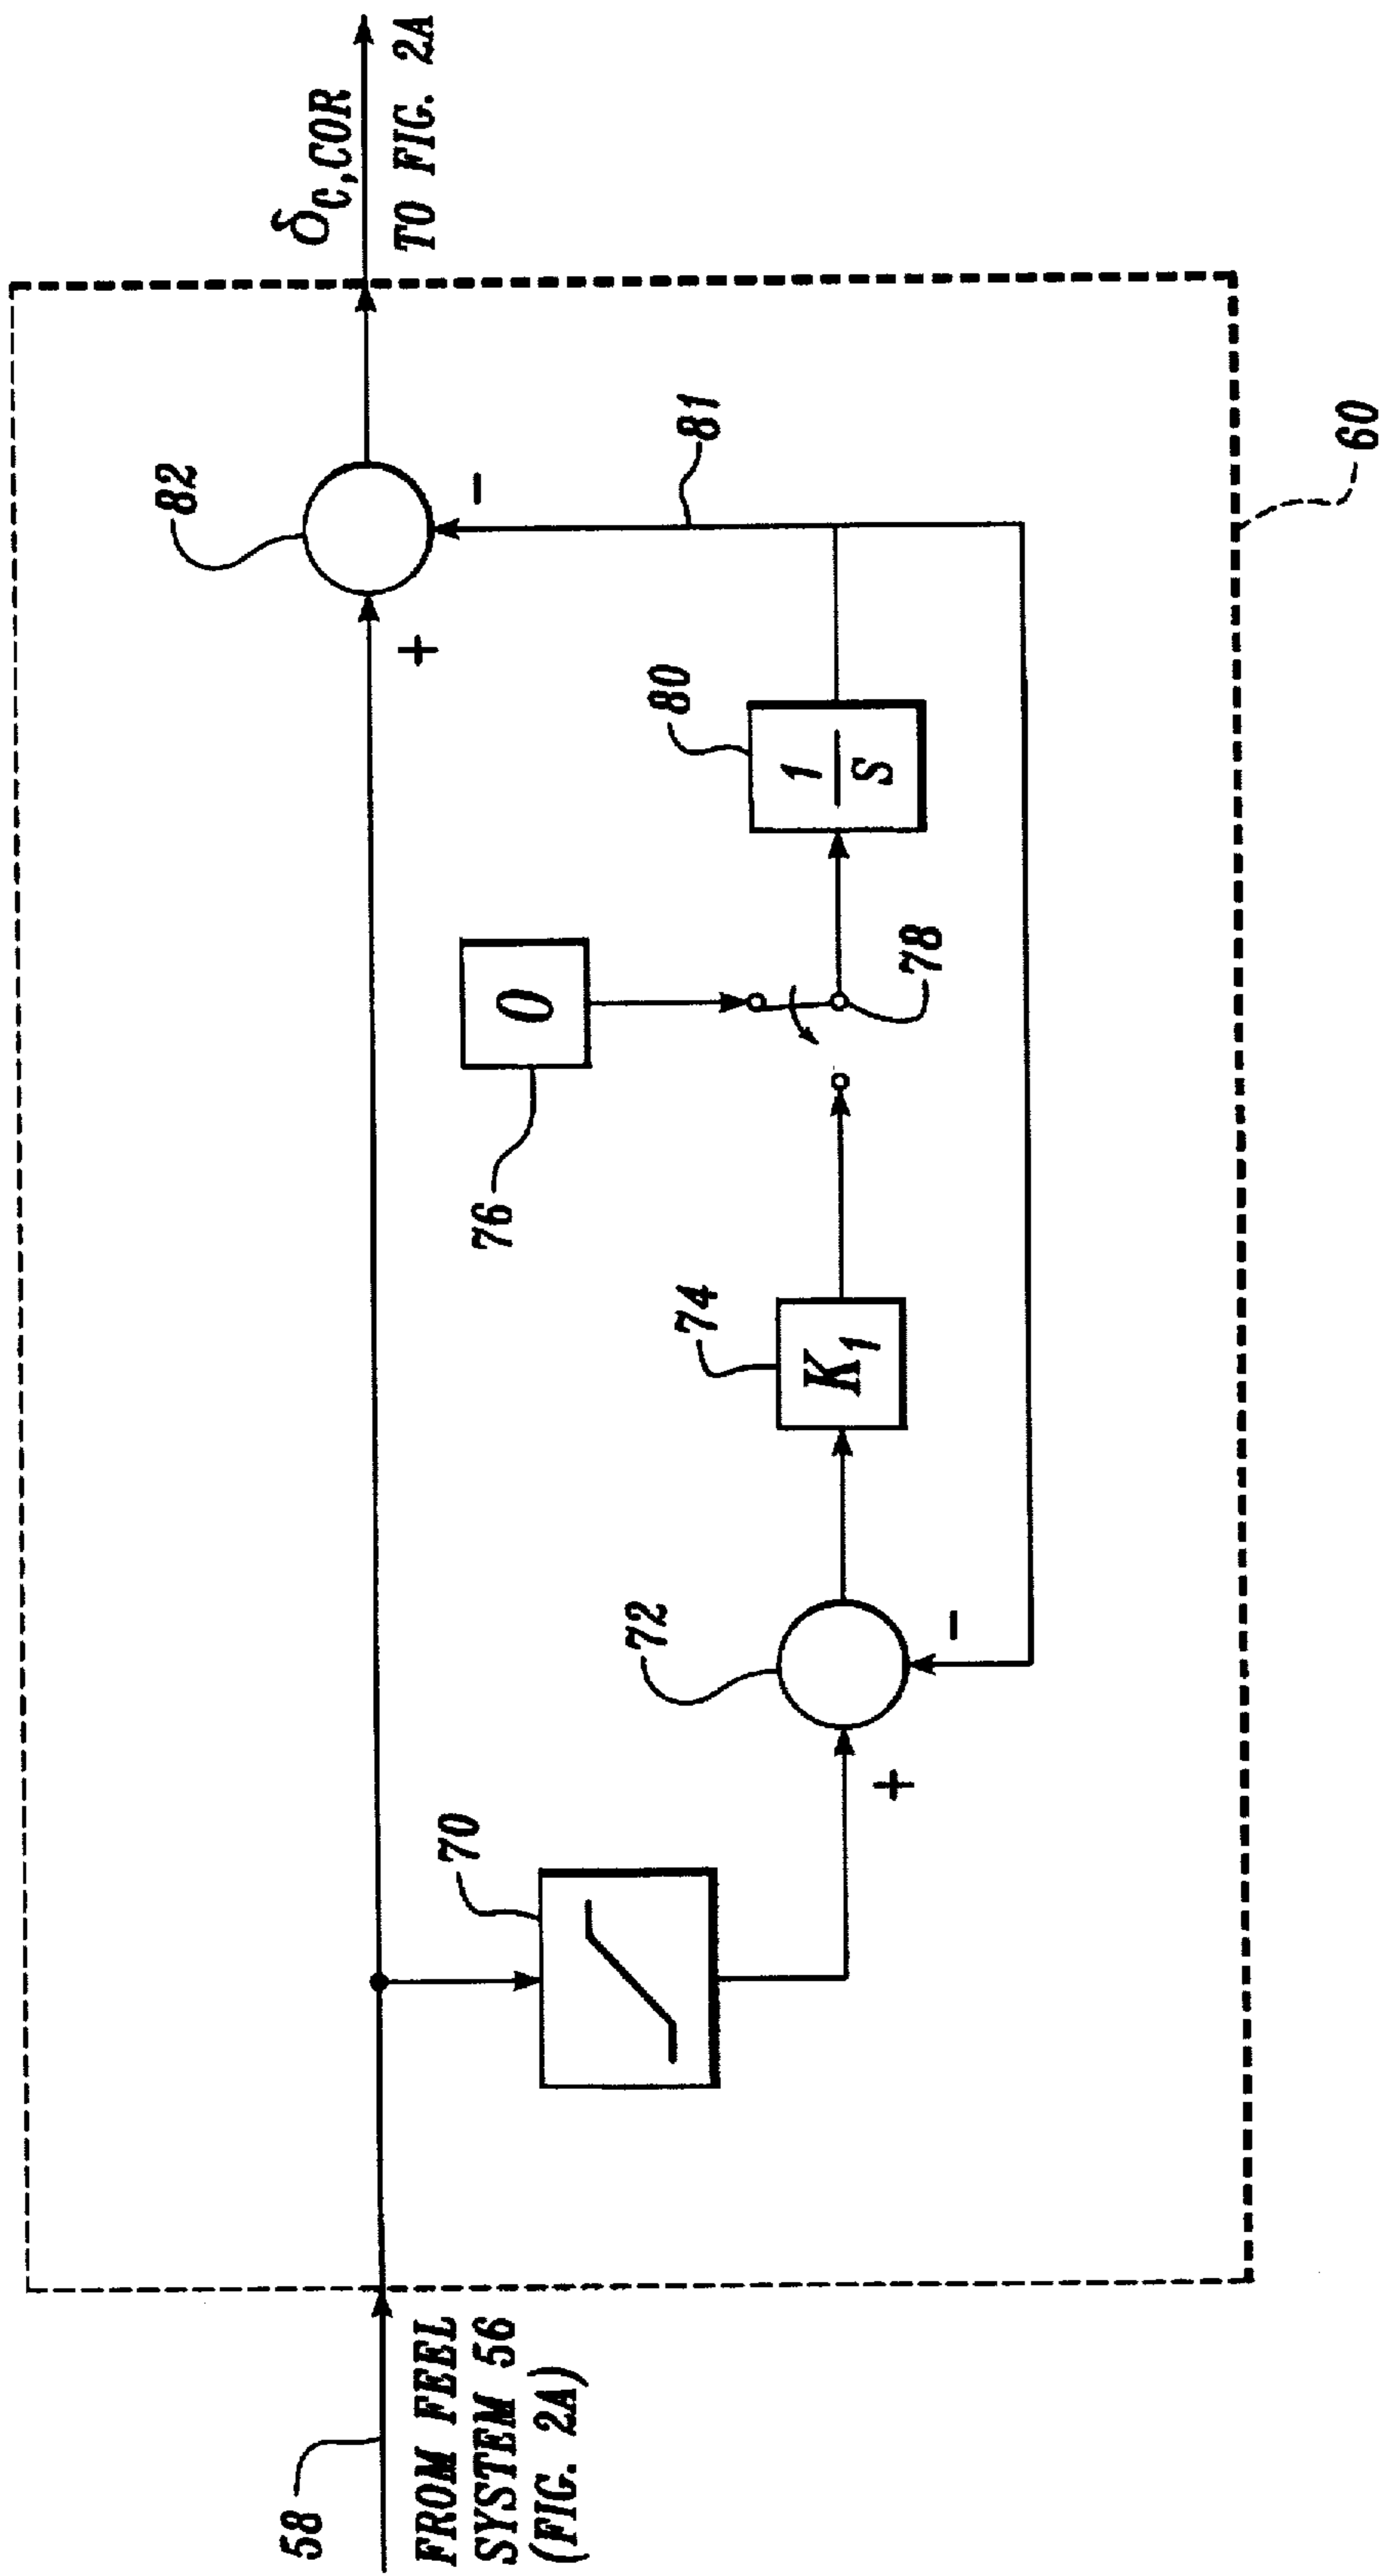 58
FROM FEEL
SYSTEM 56
(FIG. 2A)
70
72
+
-
74
K1
76
0
78
80
1
s
81
82
+
-
δC,COR
TO FIG. 2A
60